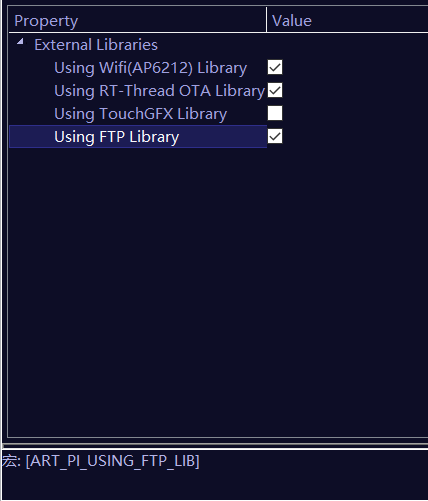 Property Value
External Libraries
Using Wifi(AP6212) Library
Using RT-Thread OTA Library
Using TouchGFX Library
Using FTP Library
宏: [ART_PI_USING_FTP_LIB]